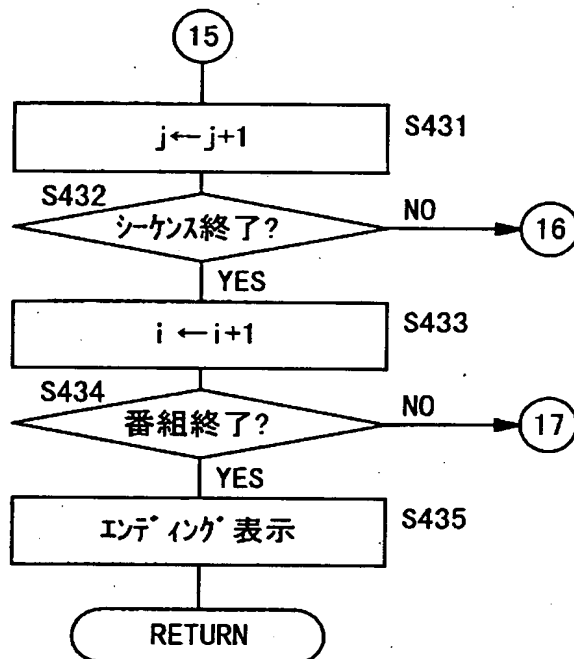 15
j←j+1 S431
S432
ｼｰｹﾝｽ終了? NO 16
YES
i←i+1 S433
S434
番組終了? NO 17
YES
ｴﾝﾃﾞｨﾝｸﾞ表示 S435
RETURN